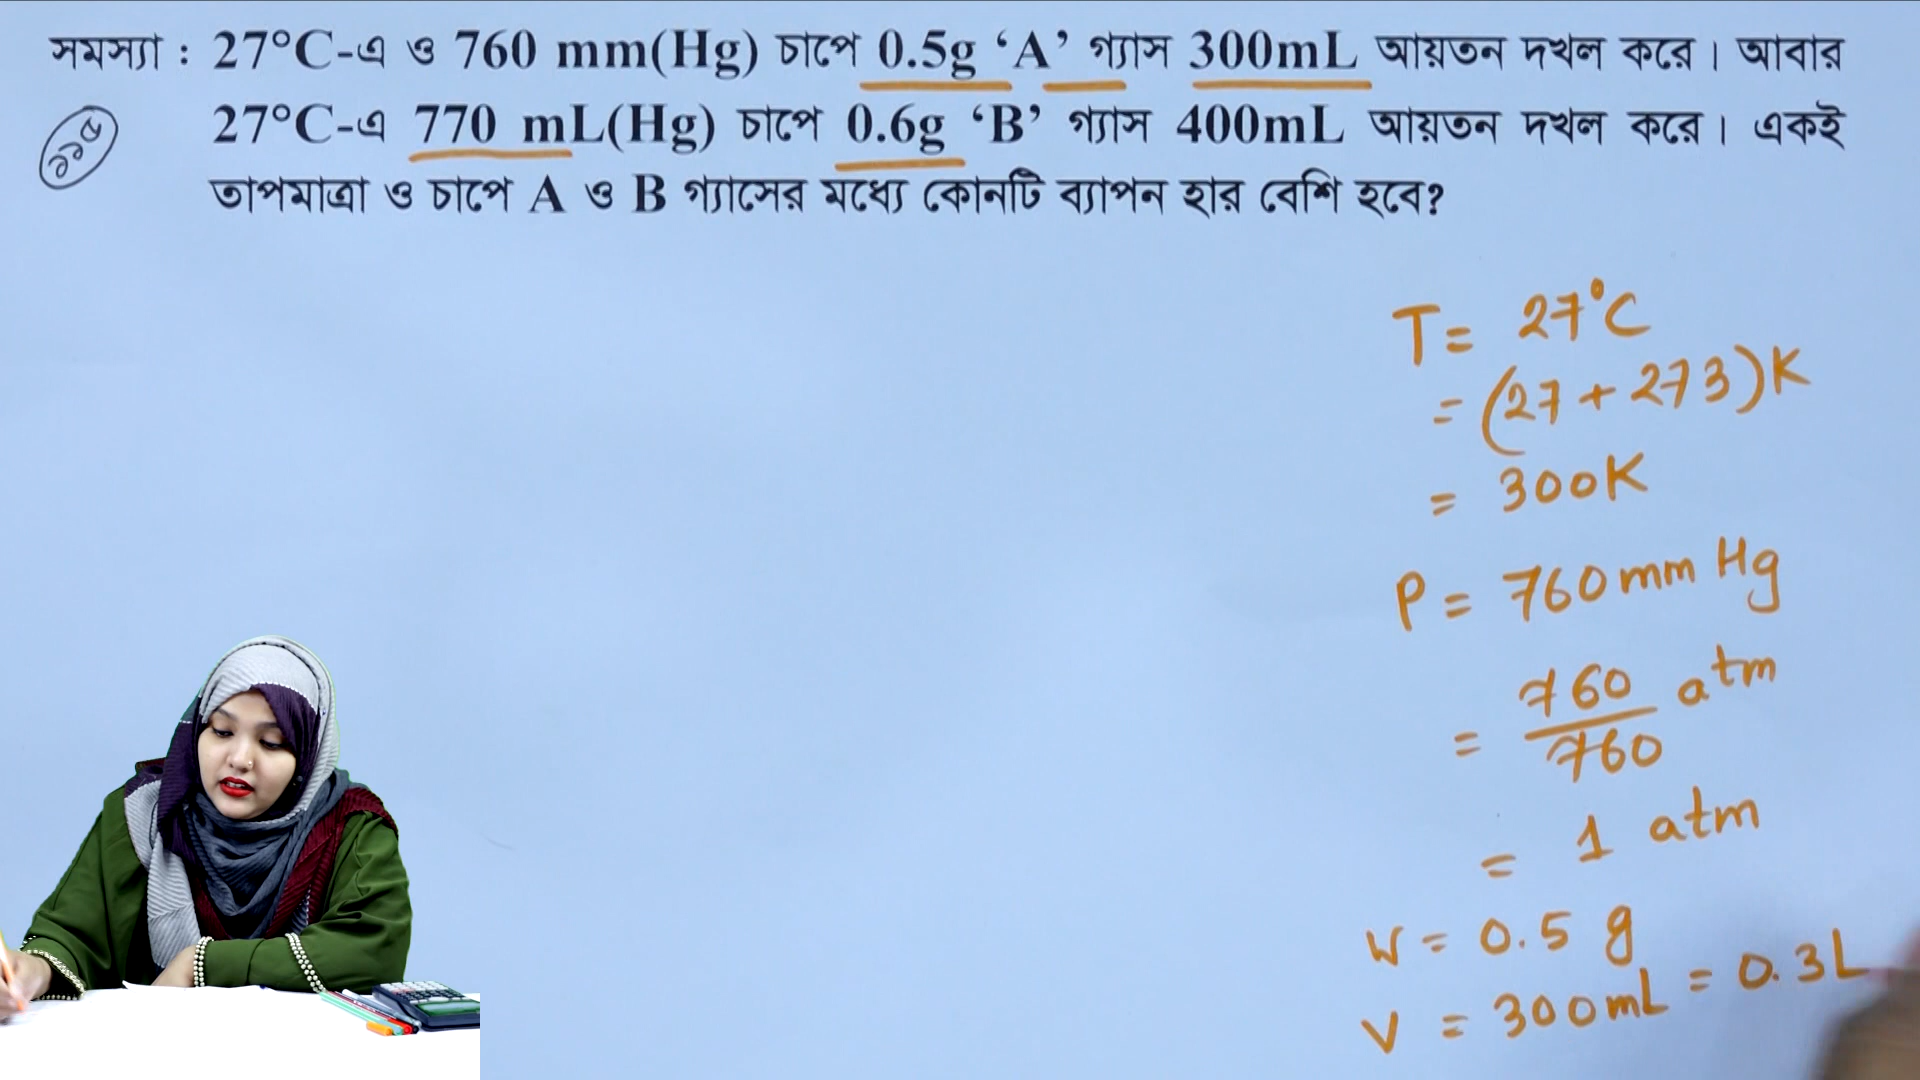 সমস্যা : 27°C-এ ও 760 mm(Hg) চাপে 0.5g ‘A’ গ্যাস 300mL আয়তন দখল করে। আবার
27°C-এ 770 mL(Hg) চাপে 0.6g ‘B’ গ্যাস 400mL আয়তন দখল করে। একই
তাপমাত্রা ও চাপে A ও B গ্যাসের মধ্যে কোনটি ব্যাপন হার বেশি হবে?
T = 27°C
= (27 + 273)K
= 300K
P = 760 mm Hg
= 760/760 atm
= 1 atm
W = 0.5 g
V = 300mL = 0.3L